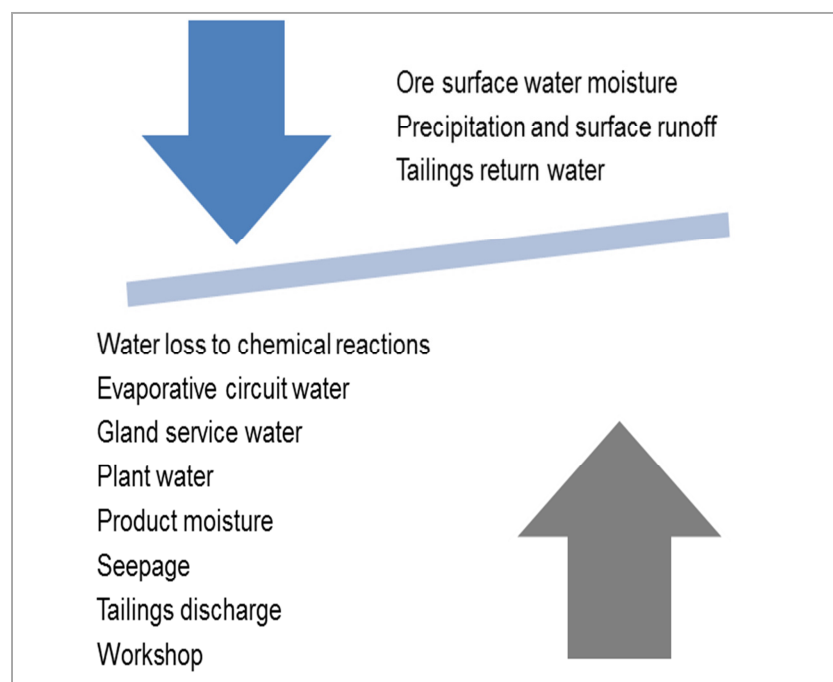 Ore surface water moisture
Precipitation and surface runoff
Tailings return water
Water loss to chemical reactions
Evaporative circuit water
Gland service water
Plant water
Product moisture
Seepage
Tailings discharge
Workshop